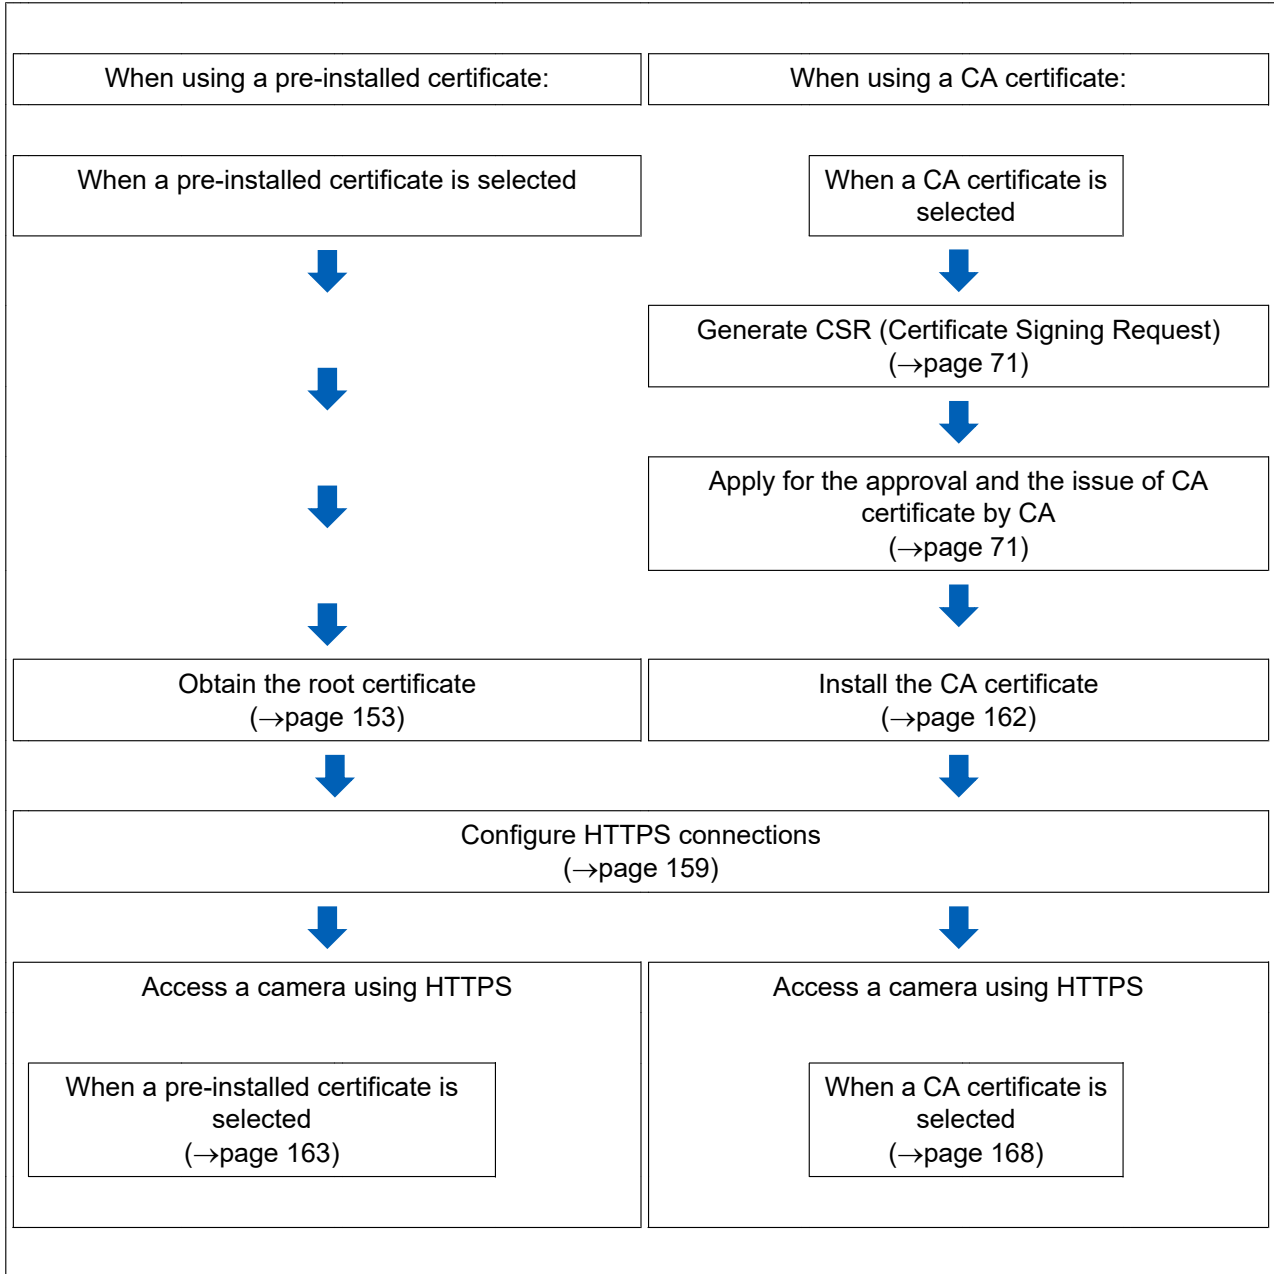 When using a pre-installed certificate:
When using a CA certificate:
When a pre-installed certificate is selected
When a CA certificate is
selected
Generate CSR (Certificate Signing Request)
(→page 71)
Apply for the approval and the issue of CA
certificate by CA
(→page 71)
Obtain the root certificate
(→page 153)
Install the CA certificate
(→page 162)
Configure HTTPS connections
(→page 159)
Access a camera using HTTPS
When a pre-installed certificate is
selected
(→page 163)
Access a camera using HTTPS
When a CA certificate is
selected
(→page 168)